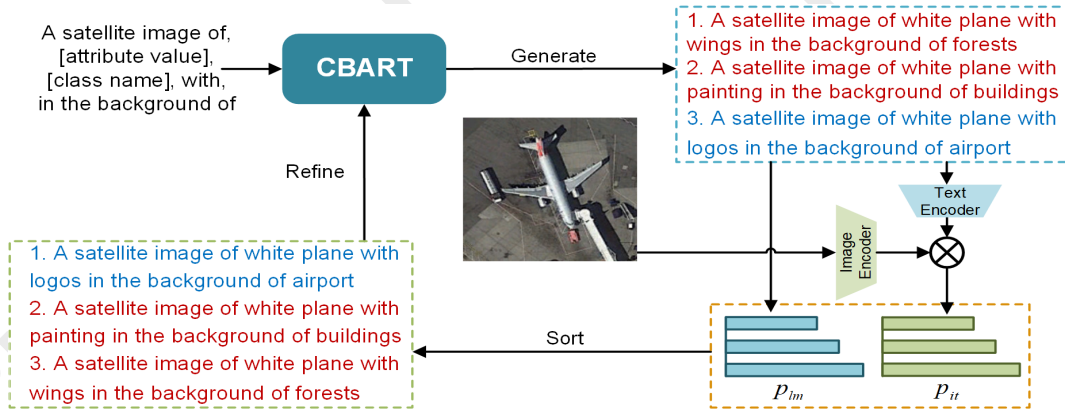 A satellite image of,
[attribute value],
[class name], with,
in the background of
CBART
Generate
1. A satellite image of white plane with
wings in the background of forests
2. A satellite image of white plane with
painting in the background of buildings
3. A satellite image of white plane with
logos in the background of airport
Refine
Text
Encoder
Image
Encoder
1. A satellite image of white plane with
logos in the background of airport
2. A satellite image of white plane with
painting in the background of buildings
3. A satellite image of white plane with
wings in the background of forests
Sort
p_lm
p_it